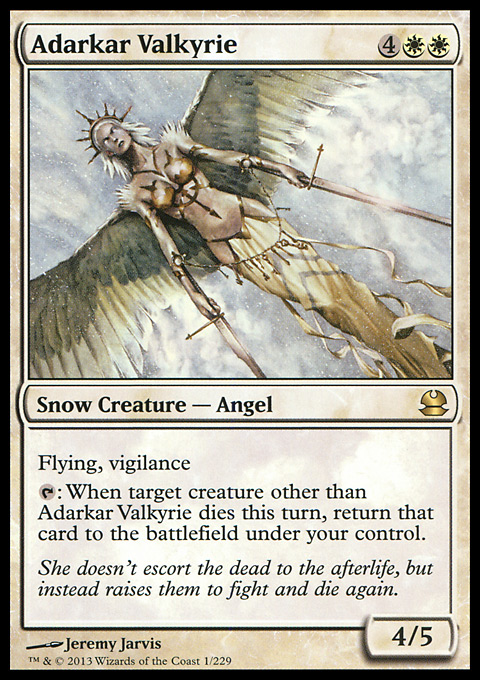 Adarkar Valkyrie 4
Snow Creature — Angel
Flying, vigilance
: When target creature other than
Adarkar Valkyrie dies this turn, return that
card to the battlefield under your control.
She doesn't escort the dead to the afterlife, but
instead raises them to fight and die again.
Jeremy Jarvis
4/5
™ & © 2013 Wizards of the Coast 1/229